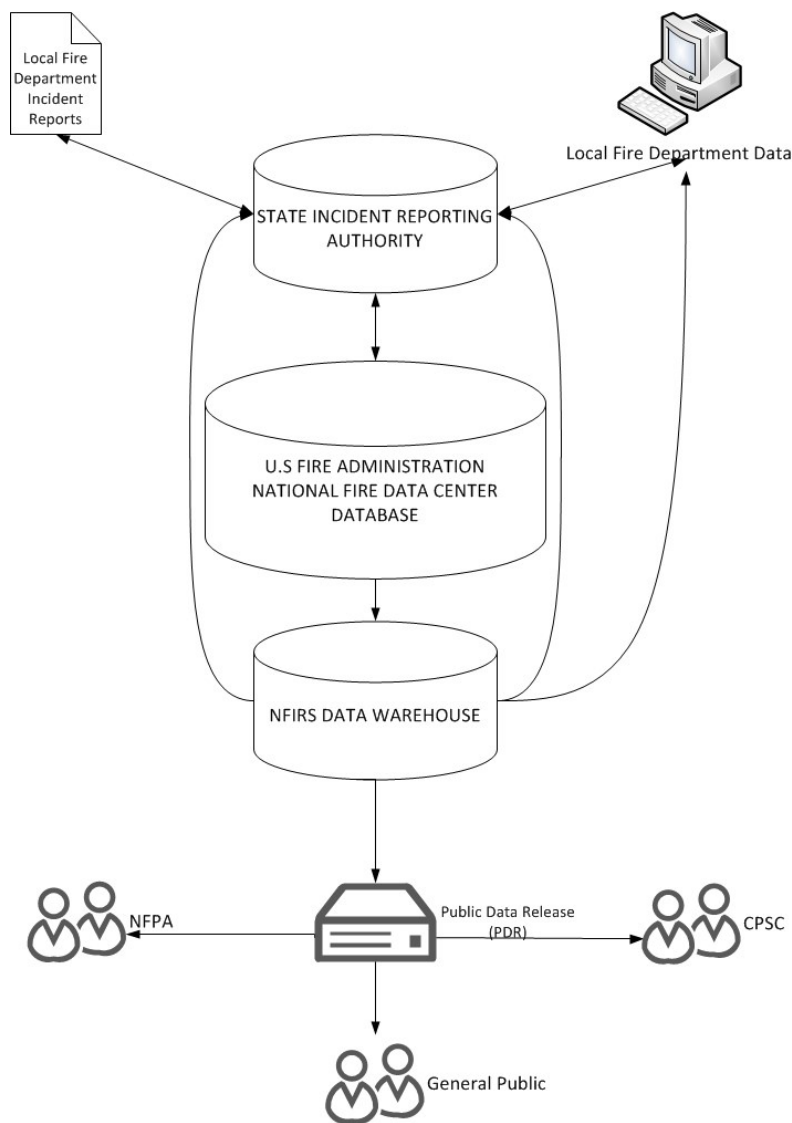 Local Fire
Department
Incident
Reports
Local Fire Department Data
STATE INCIDENT REPORTING
AUTHORITY
U.S FIRE ADMINISTRATION
NATIONAL FIRE DATA CENTER
DATABASE
NFIRS DATA WAREHOUSE
NFPA
Public Data Release
(PDR)
CPSC
General Public